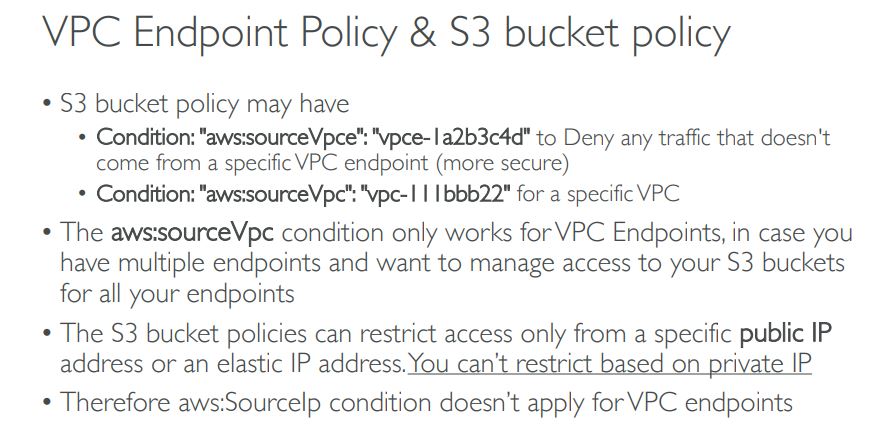 VPC Endpoint Policy & S3 bucket policy
• S3 bucket policy may have
• Condition: "aws:sourceVpce": "vpce-1a2b3c4d" to Deny any traffic that doesn't
come from a specific VPC endpoint (more secure)
• Condition: "aws:sourceVpc": "vpc-111bbb22" for a specific VPC
• The aws:sourceVpc condition only works for VPC Endpoints, in case you
have multiple endpoints and want to manage access to your S3 buckets
for all your endpoints
• The S3 bucket policies can restrict access only from a specific public IP
address or an elastic IP address. You can't restrict based on private IP
• Therefore aws:SourceIp condition doesn't apply for VPC endpoints